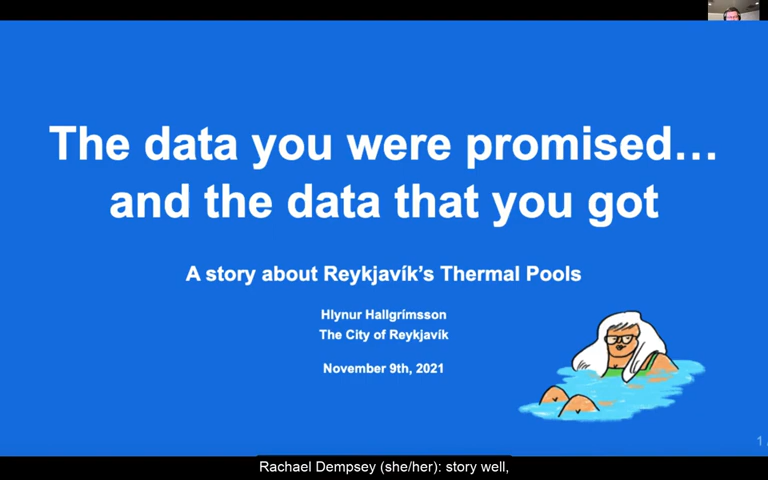 The data you were promised…
and the data that you got
A story about Reykjavík's Thermal Pools
Hlynur Hallgrímsson
The City of Reykjavík
November 9th, 2021
1 /
Rachael Dempsey (she/her): story well,